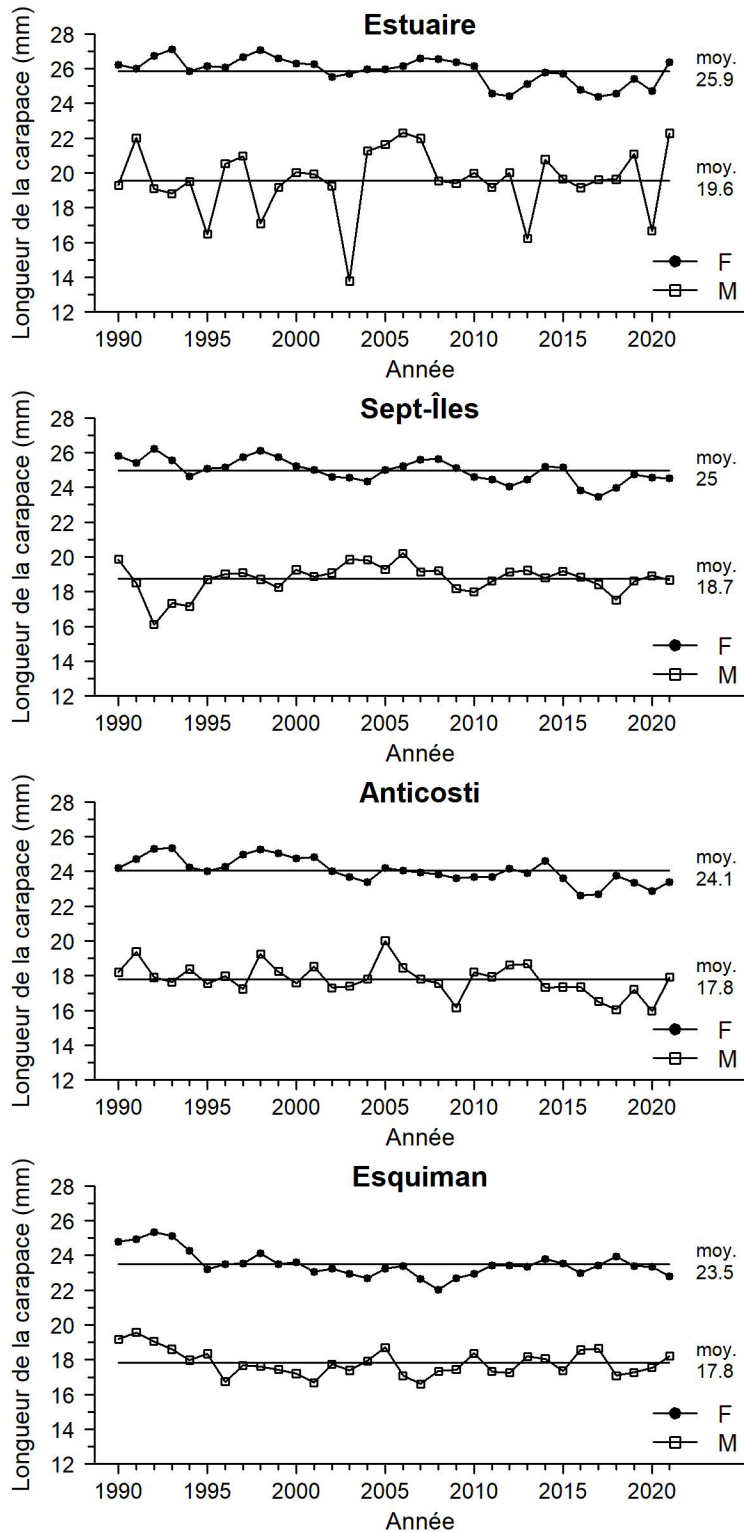 Estuaire
Longueur de la carapace (mm)
28
26
24
22
20
18
16
14
12
moy.
25.9
moy.
19.6
F
M
1990 1995 2000 2005 2010 2015 2020
Année
Sept-Îles
Longueur de la carapace (mm)
28
26
24
22
20
18
16
14
12
moy.
25
moy.
18.7
F
M
1990 1995 2000 2005 2010 2015 2020
Année
Anticosti
Longueur de la carapace (mm)
28
26
24
22
20
18
16
14
12
moy.
24.1
moy.
17.8
F
M
1990 1995 2000 2005 2010 2015 2020
Année
Esquiman
Longueur de la carapace (mm)
28
26
24
22
20
18
16
14
12
moy.
23.5
moy.
17.8
F
M
1990 1995 2000 2005 2010 2015 2020
Année